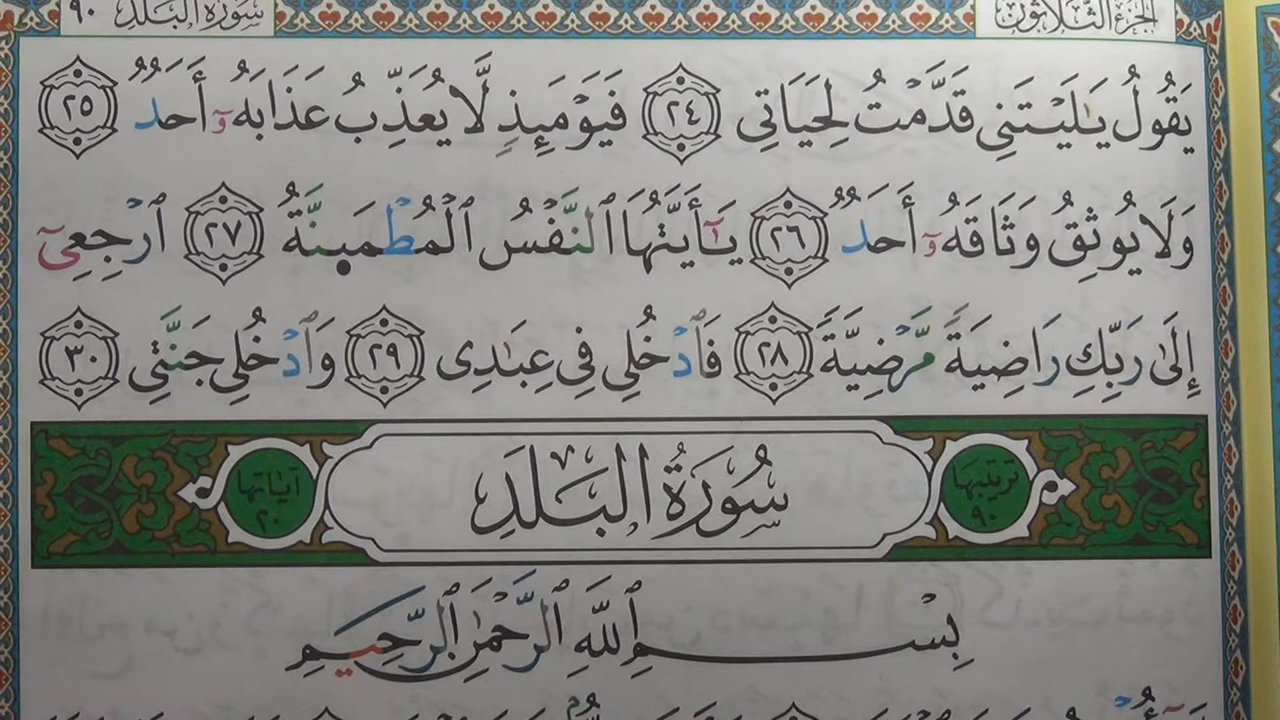 سورة البلد ٩٠ الجزء الثلاثون
يَقُولُ يَٰلَيْتَنِى قَدَّمْتُ لِحَيَاتِى ٢٤ فَيَوْمَئِذٍ لَّا يُعَذِّبُ عَذَابَهُۥٓ أَحَدٌ ٢٥
وَلَا يُوثِقُ وَثَاقَهُۥٓ أَحَدٌ ٢٦ يَٰٓأَيَّتُهَا ٱلنَّفْسُ ٱلْمُطْمَئِنَّةُ ٢٧ ٱرْجِعِىٓ
إِلَىٰ رَبِّكِ رَاضِيَةً مَّرْضِيَّةً ٢٨ فَٱدْخُلِى فِى عِبَٰدِى ٢٩ وَٱدْخُلِى جَنَّتِى ٣٠
ترتيبها ٩٠ سُورَةُ البَلَدِ آياتها ٢٠
بِسْمِ ٱللَّهِ ٱلرَّحْمَٰنِ ٱلرَّحِيمِ